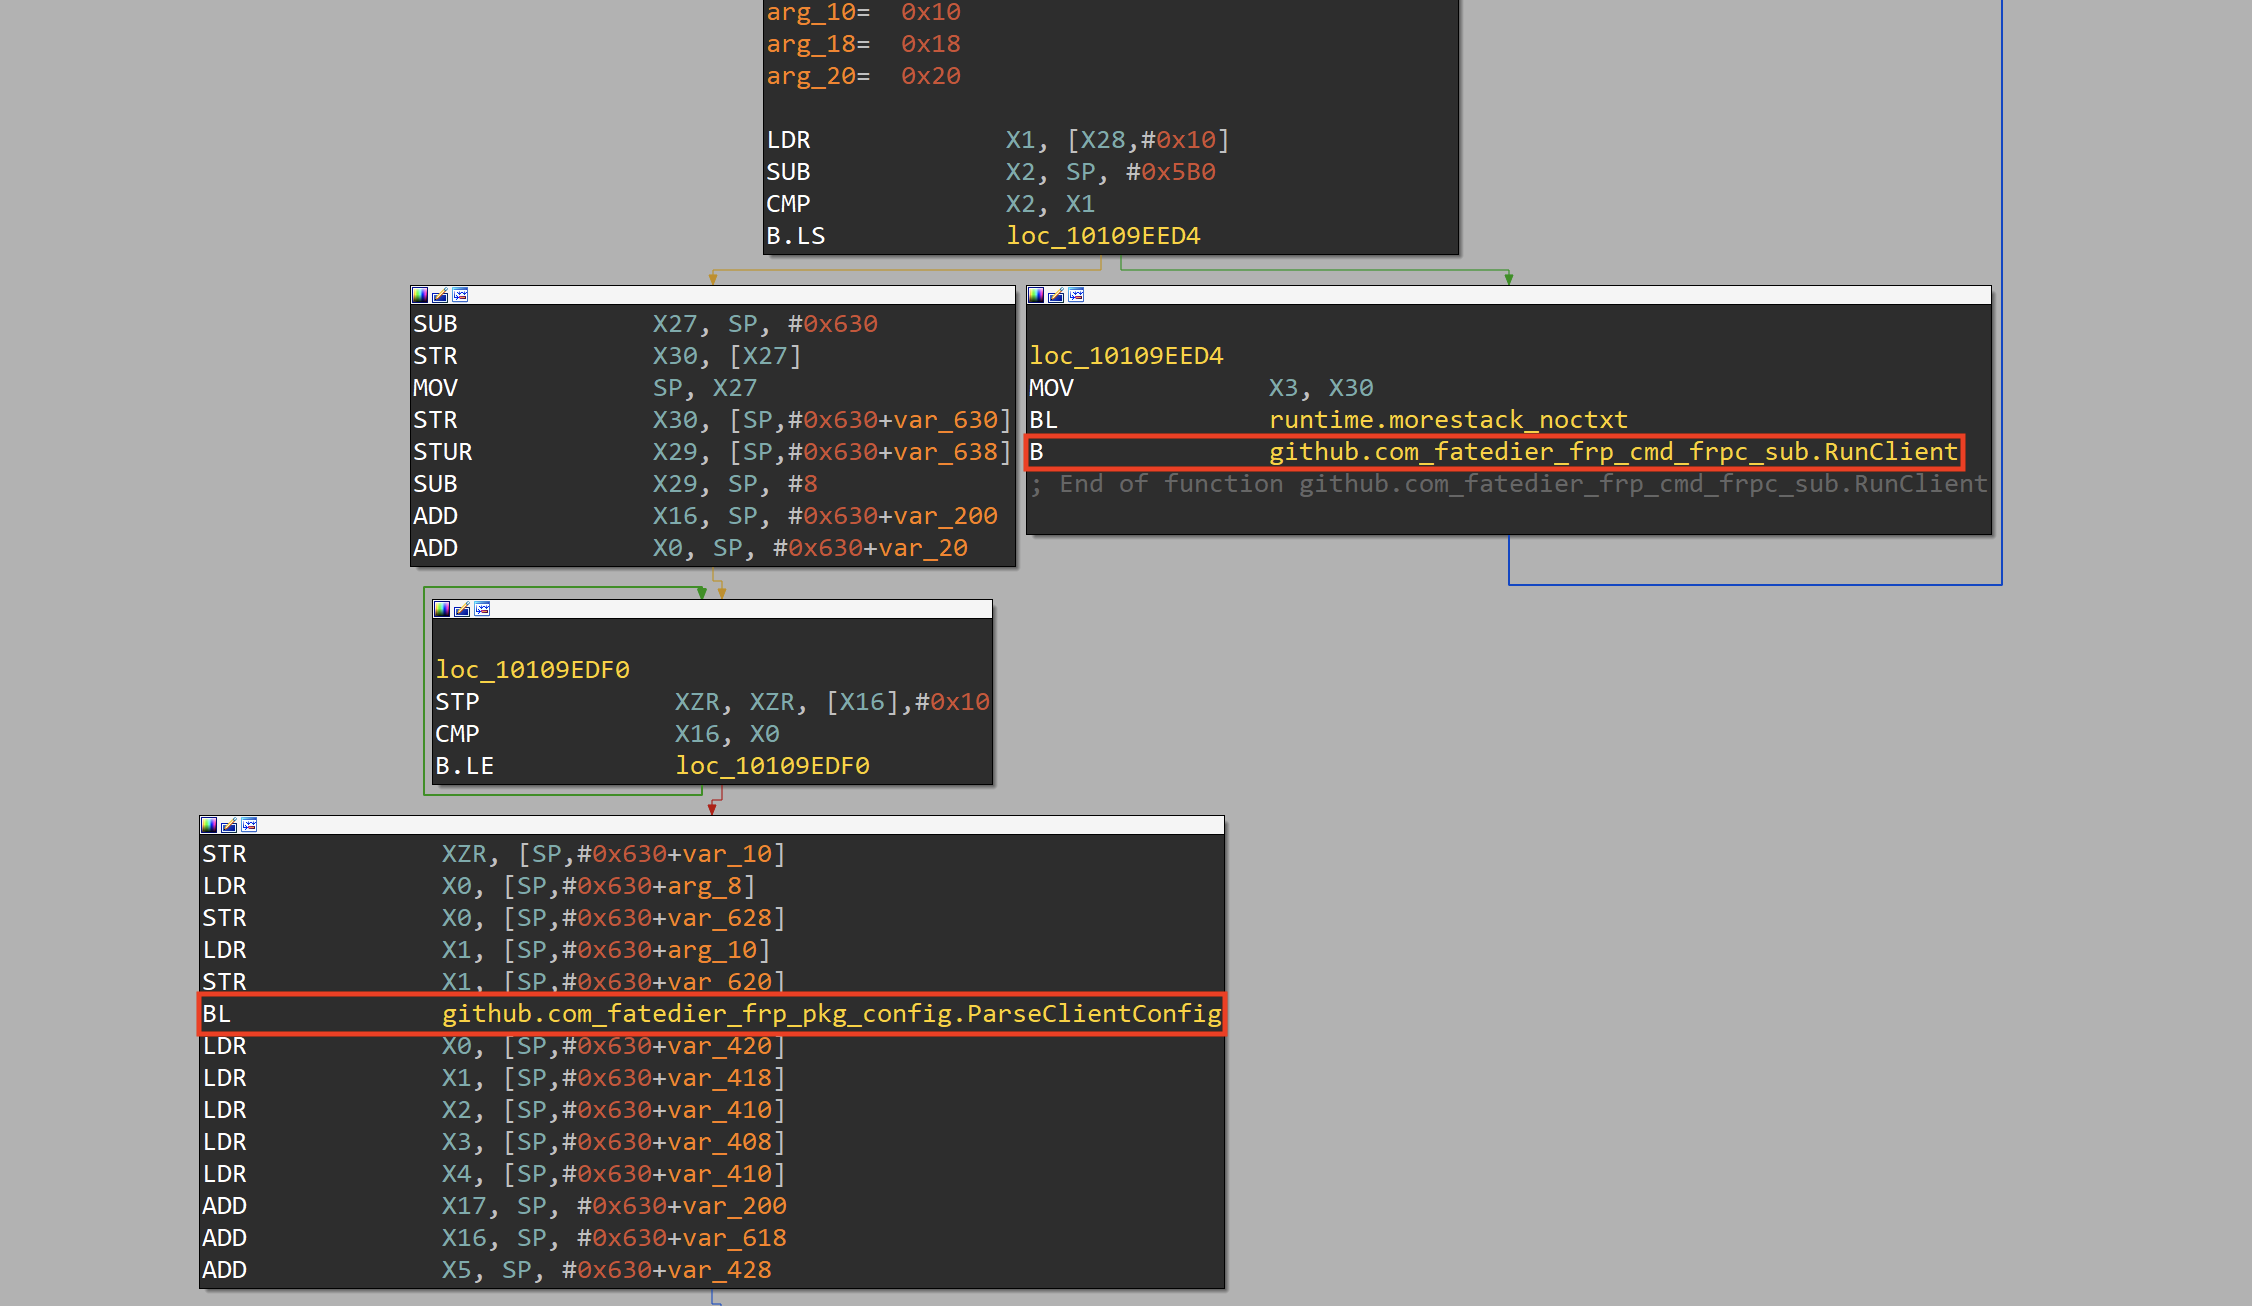 arg_10= 0x10
arg_18= 0x18
arg_20= 0x20
LDR X1, [X28,#0x10]
SUB X2, SP, #0x5B0
CMP X2, X1
B.LS loc_10109EED4
SUB X27, SP, #0x630
STR X30, [X27]
MOV SP, X27
STR X30, [SP,#0x630+var_630]
STUR X29, [SP,#0x630+var_638]
SUB X29, SP, #8
ADD X16, SP, #0x630+var_200
ADD X0, SP, #0x630+var_20
loc_10109EED4
MOV X3, X30
BL runtime.morestack_noctxt
B github.com_fatedier_frp_cmd_frpc_sub.RunClient
; End of function github.com_fatedier_frp_cmd_frpc_sub.RunClient
loc_10109EDF0
STP XZR, XZR, [X16],#0x10
CMP X16, X0
B.LE loc_10109EDF0
STR XZR, [SP,#0x630+var_10]
LDR X0, [SP,#0x630+arg_8]
STR X0, [SP,#0x630+var_628]
LDR X1, [SP,#0x630+arg_10]
STR X1, [SP,#0x630+var_620]
BL github.com_fatedier_frp_pkg_config.ParseClientConfig
LDR X0, [SP,#0x630+var_420]
LDR X1, [SP,#0x630+var_418]
LDR X2, [SP,#0x630+var_410]
LDR X3, [SP,#0x630+var_408]
LDR X4, [SP,#0x630+var_410]
ADD X17, SP, #0x630+var_200
ADD X16, SP, #0x630+var_618
ADD X5, SP, #0x630+var_428